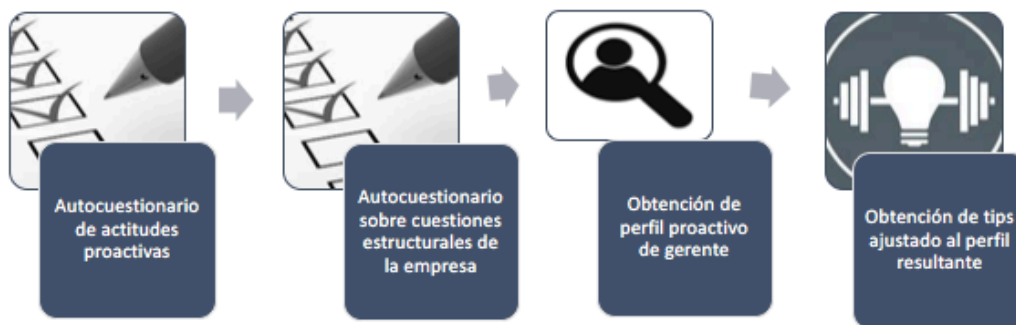 Autocuestionario
de actitudes
proactivas
Autocuestionario
sobre cuestiones
estructurales de
la empresa
Obtención de
perfil proactivo
de gerente
Obtención de tips
ajustado al perfil
resultante